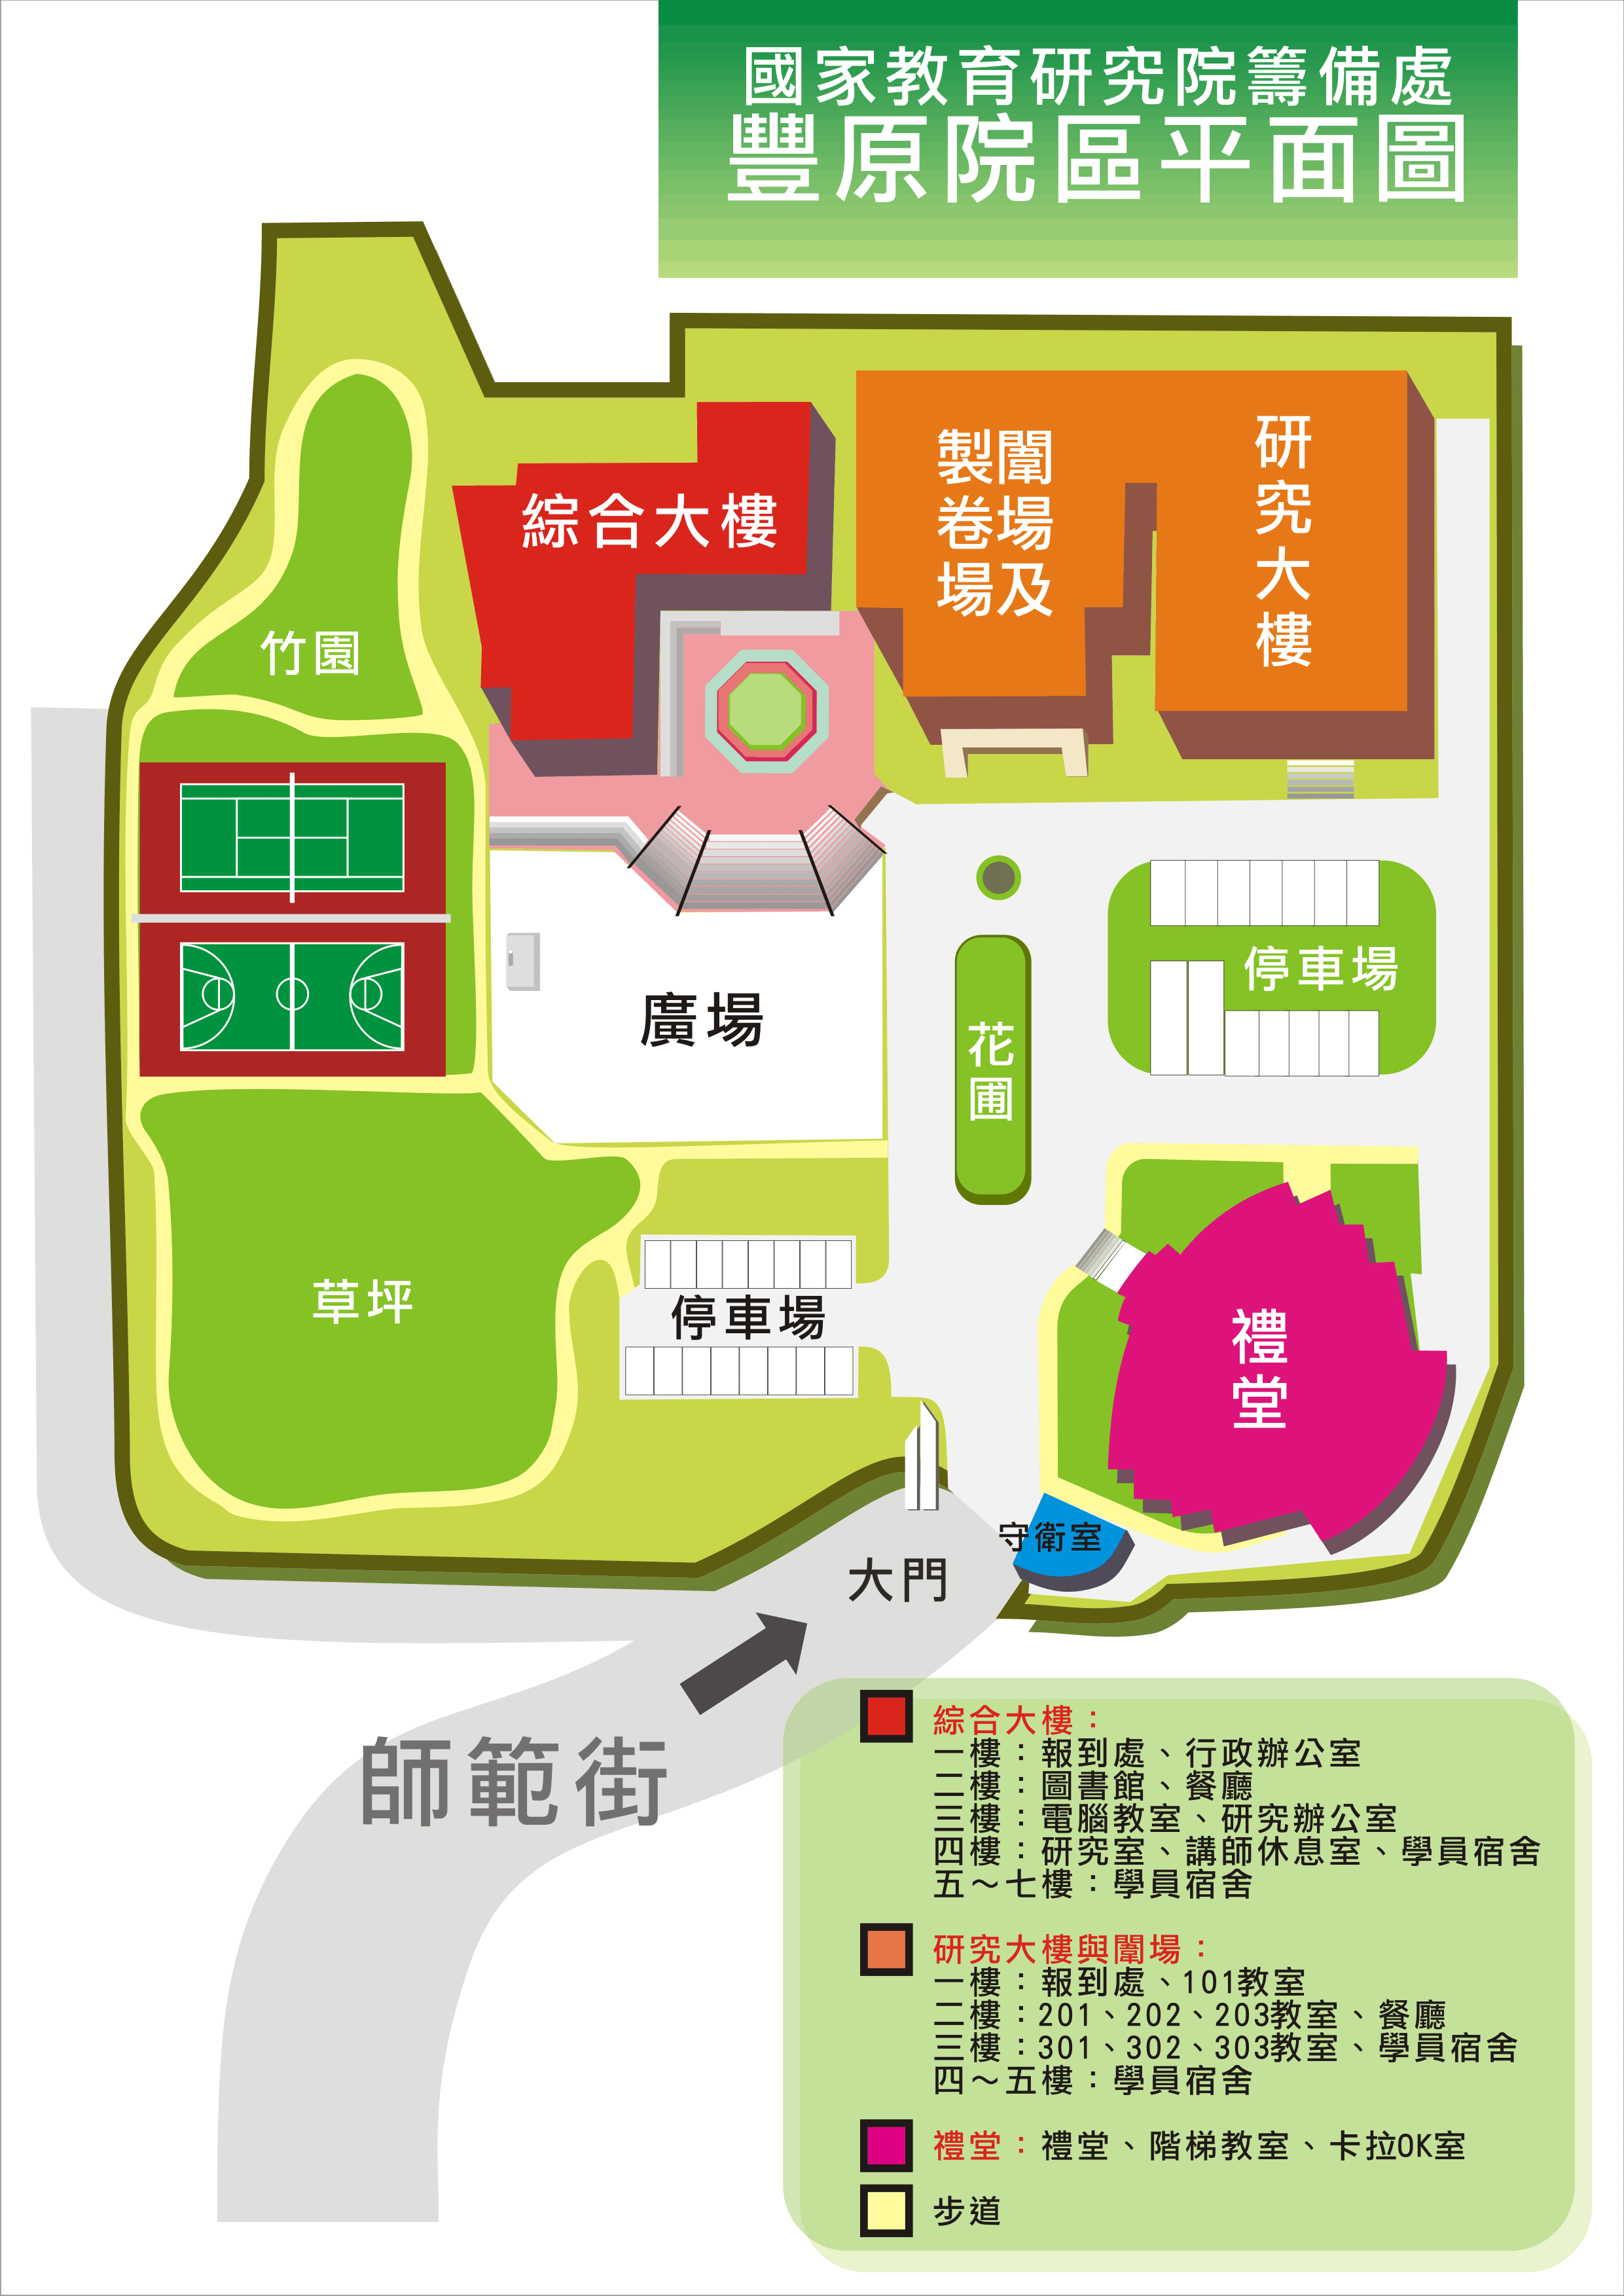 國家教育研究院籌備處
豐原院區平面圖
綜合大樓
闈場及
製卷場
研究大樓
竹園
停車場
廣場
花圃
草坪
停車場
禮堂
守衛室
大門
師範街
綜合大樓：
一樓：報到處、行政辦公室
二樓：圖書館、餐廳
三樓：電腦教室、研究辦公室
四樓：研究室、講師休息室、學員宿舍
五～七樓：學員宿舍
研究大樓與闈場：
一樓：報到處、101教室
二樓：201、202、203教室、餐廳
三樓：301、302、303教室、學員宿舍
四～五樓：學員宿舍
禮堂：禮堂、階梯教室、卡拉OK室
步道